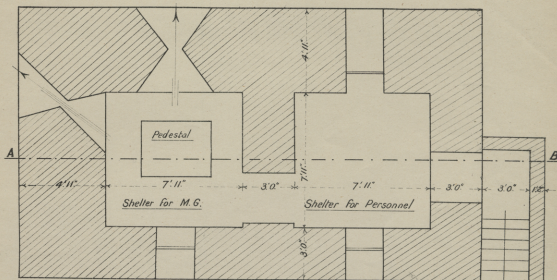 4'.11"
Pedestal
A
B
4'.11"
7'.11"
3'.0"
7'.11"
7'.11"
3'.0"
3'.0"
Shelter for M.G.
Shelter for Personnel
3'.0"